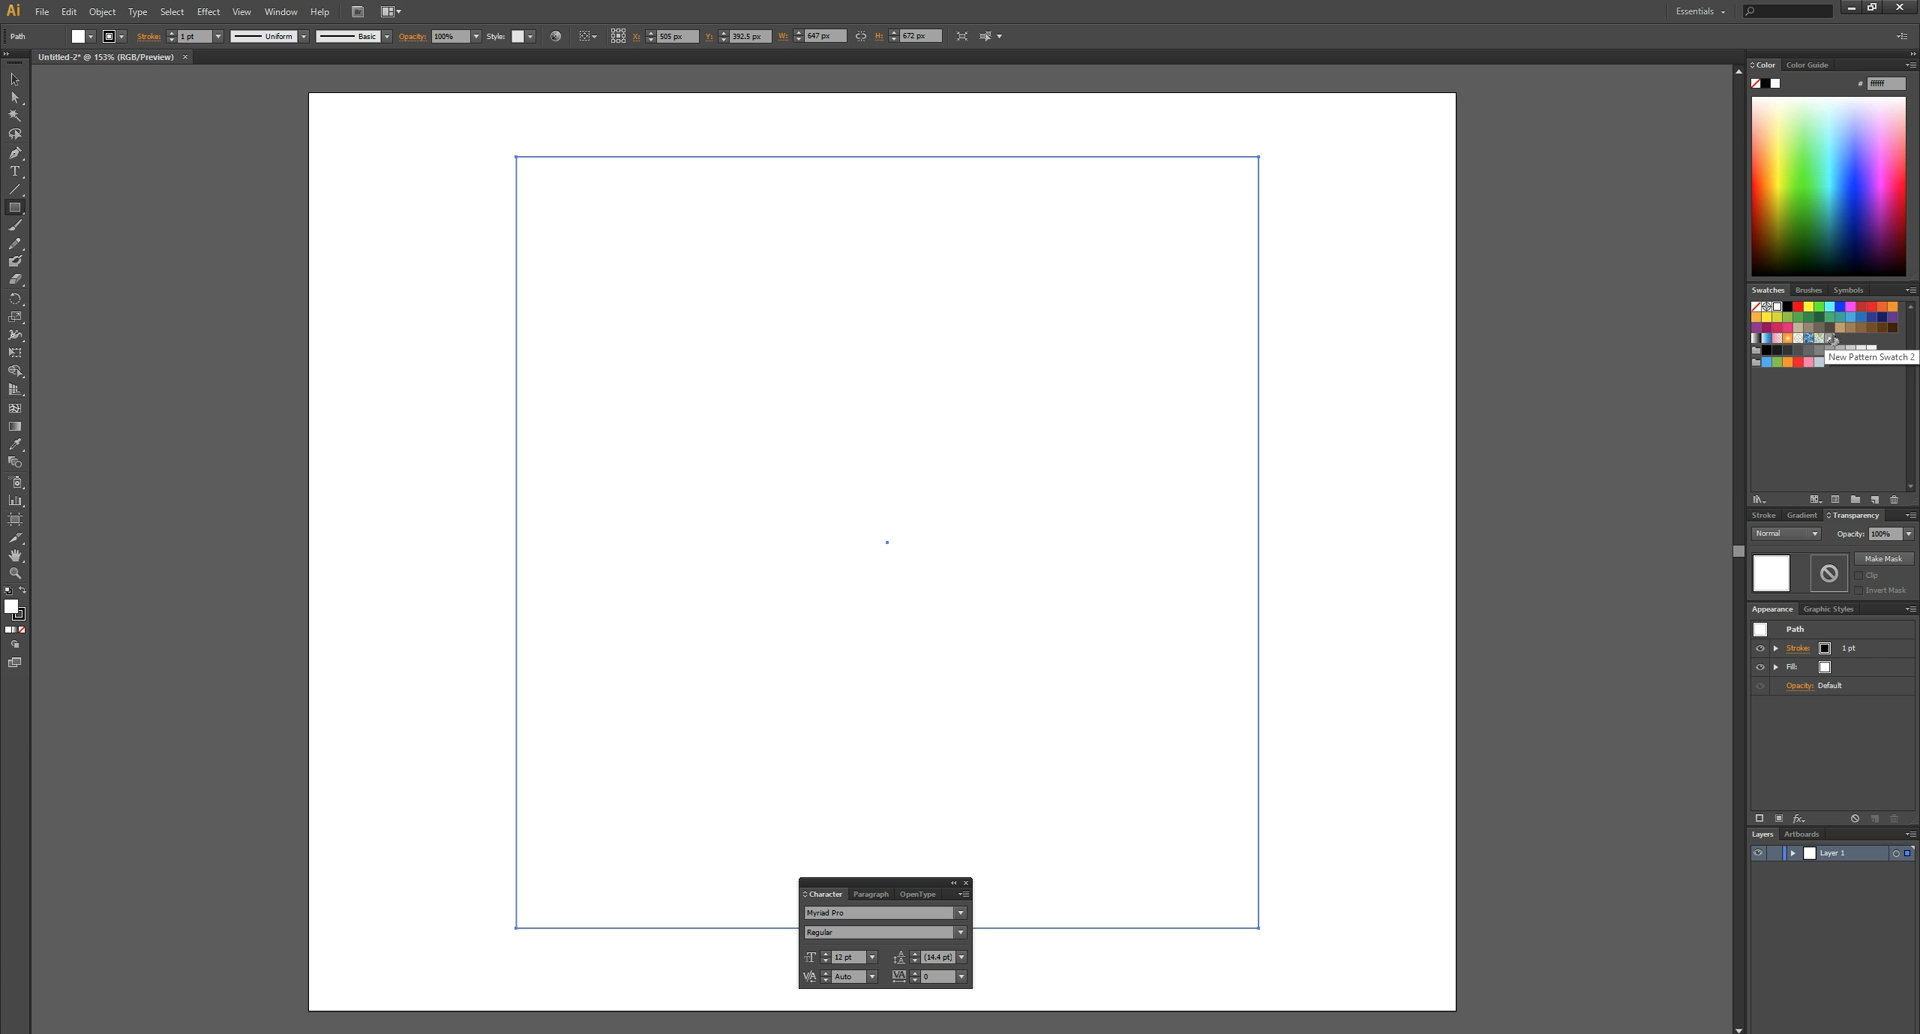 Ai File Edit Object Type Select Effect View Window Help Br Essentials
Path Stroke: 1 pt Uniform Basic Opacity: 100% Style: X: 505 px Y: 392.5 px W: 647 px H: 672 px
Untitled-2* @ 153% (RGB/Preview) ×
Color Color Guide
# ffffff
Swatches Brushes Symbols
New Pattern Swatch 2
Stroke Gradient Transparency
Normal Opacity: 100%
Make Mask
Clip
Invert Mask
Appearance Graphic Styles
Path
Stroke: 1 pt
Fill:
Opacity: Default
fx
Layers Artboards
Layer 1
Character Paragraph OpenType
Myriad Pro
Regular
12 pt (14.4 pt)
Auto 0